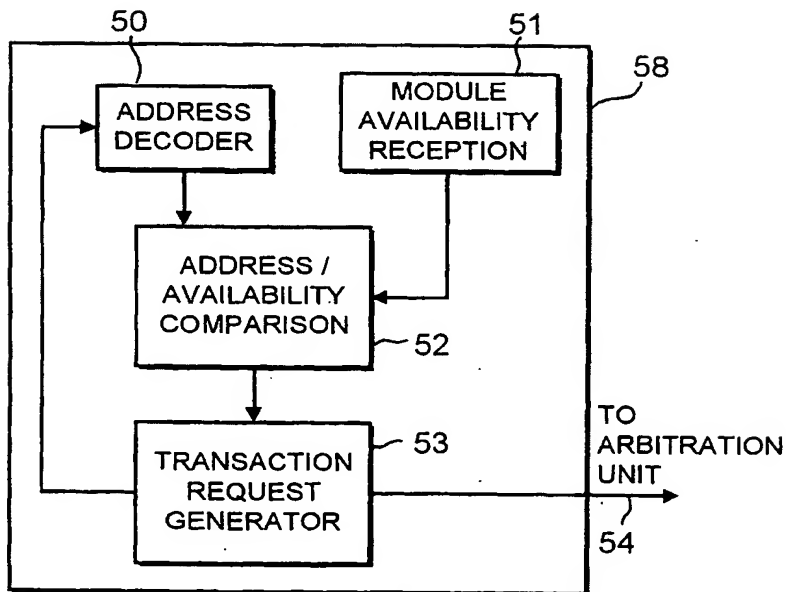 50
51
58
ADDRESS
DECODER
MODULE
AVAILABILITY
RECEPTION
ADDRESS /
AVAILABILITY
COMPARISON
52
53
TRANSACTION
REQUEST
GENERATOR
TO
ARBITRATION
UNIT
54